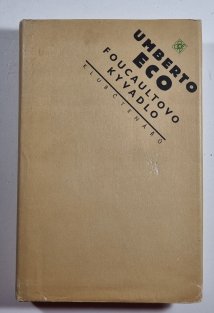 UMBERTO
ECO
FOUCAULTOVO
KYVADLO
KLUB ČTENÁŘŮ